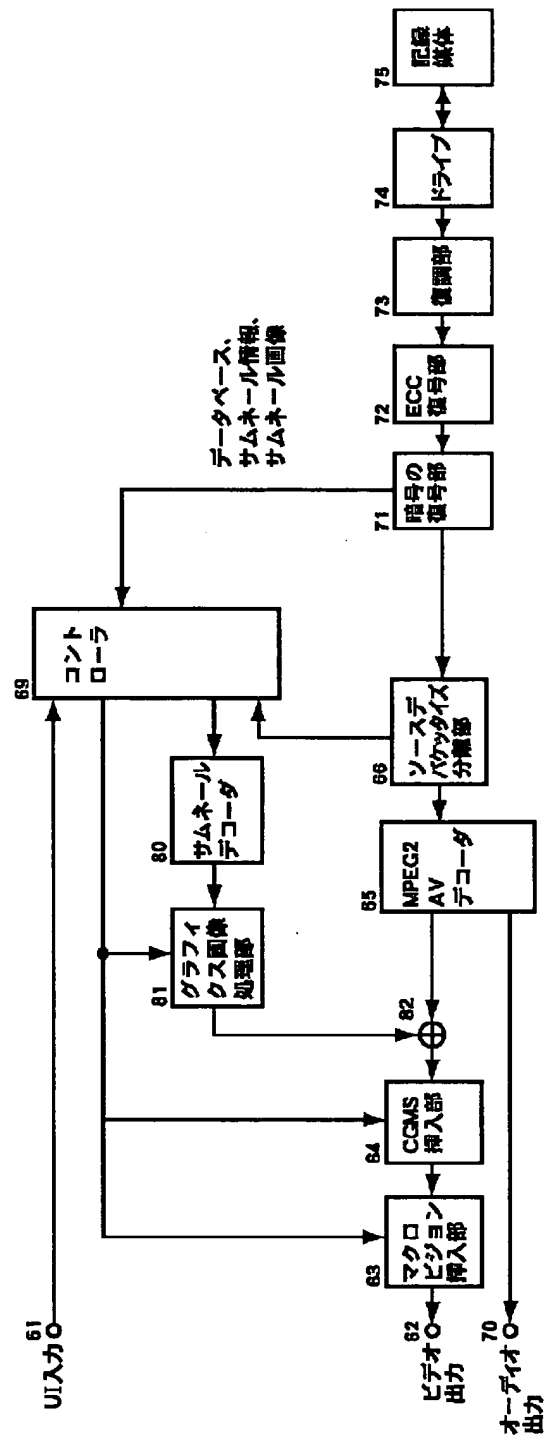 61
UI入力
62
ビデオ
出力
70
オーディオ
出力
63
マクロ
ビジョン
挿入部
64
CGMS
挿入部
82
81
グラフィ
クス画像
処理部
80
サムネール
デコーダ
69
コント
ローラ
65
MPEG2
AV
デコーダ
66
ソースデ
パケッタイズ
分離部
データベース、
サムネール情報、
サムネール画像
71
暗号の
復号部
72
ECC
復号部
73
復調部
74
ドライブ
75
記録
媒体